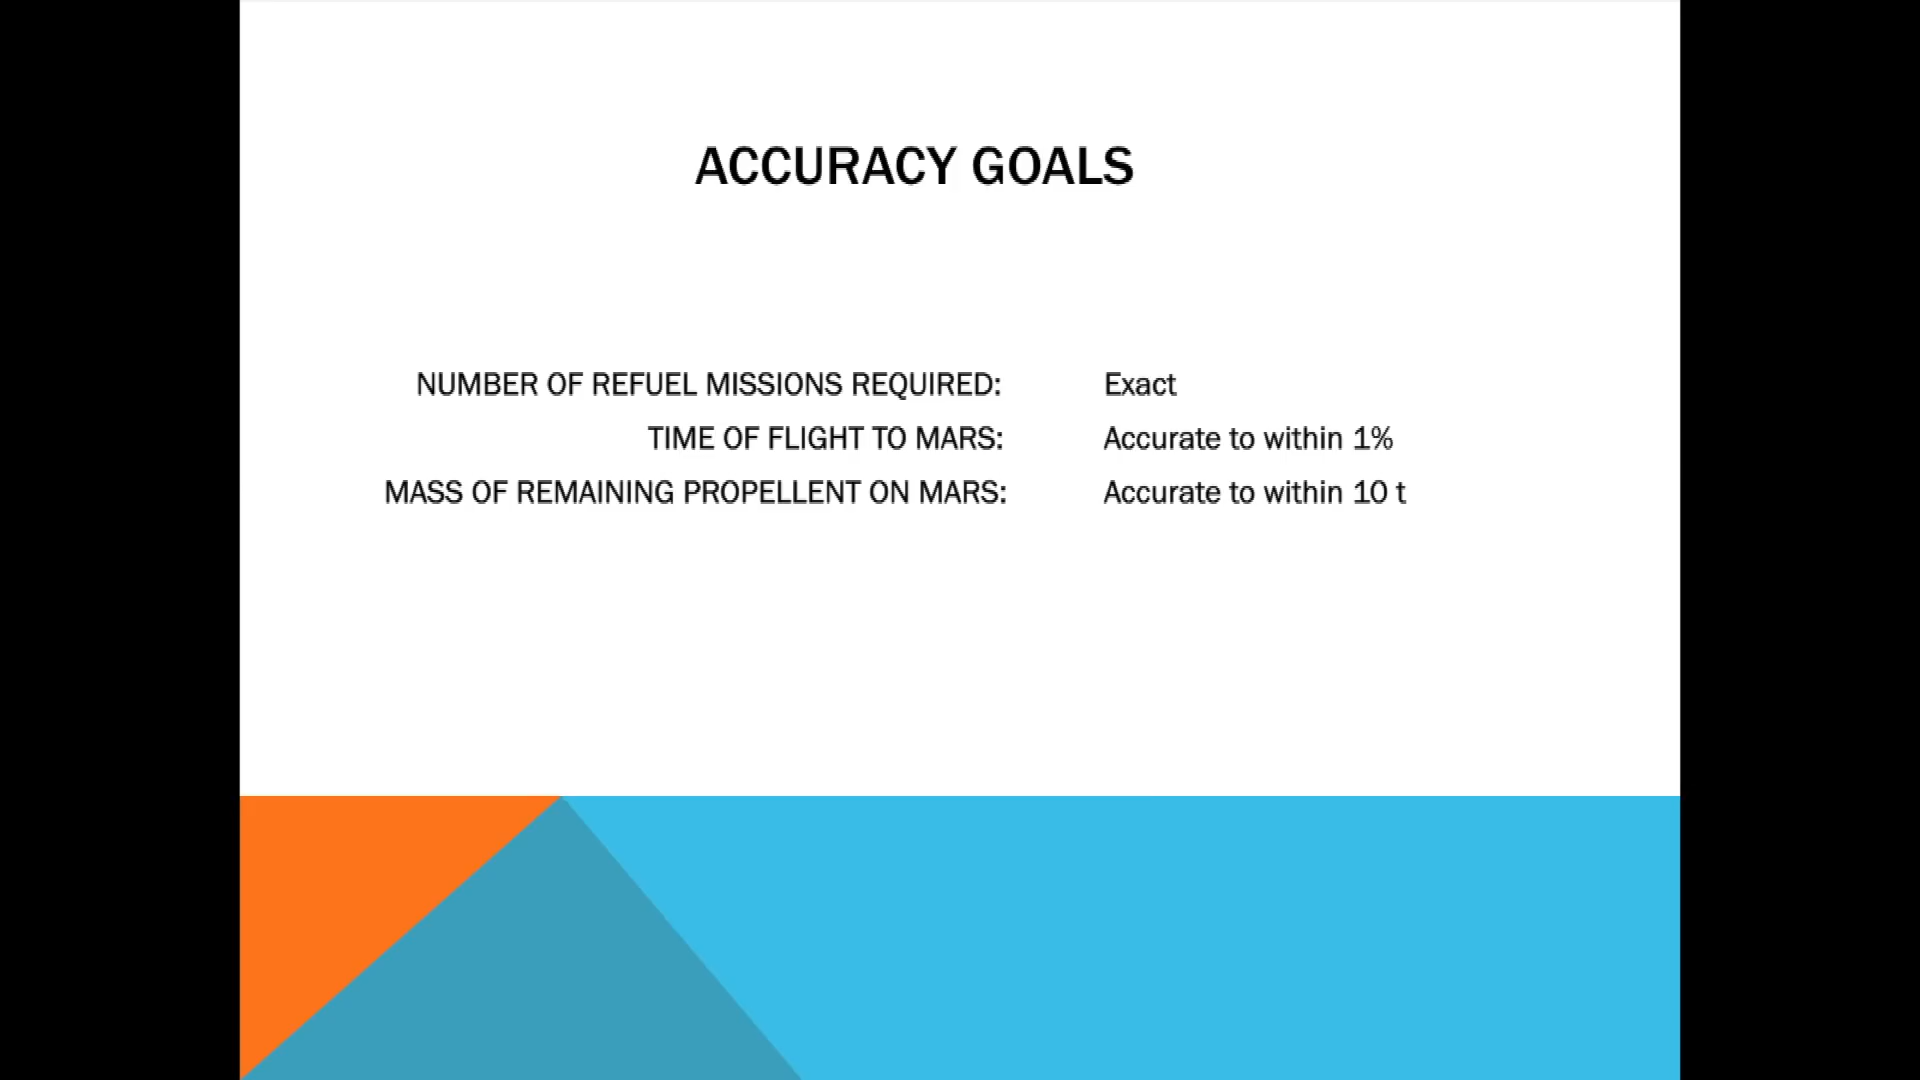 ACCURACY GOALS
NUMBER OF REFUEL MISSIONS REQUIRED: Exact
TIME OF FLIGHT TO MARS: Accurate to within 1%
MASS OF REMAINING PROPELLENT ON MARS: Accurate to within 10 t